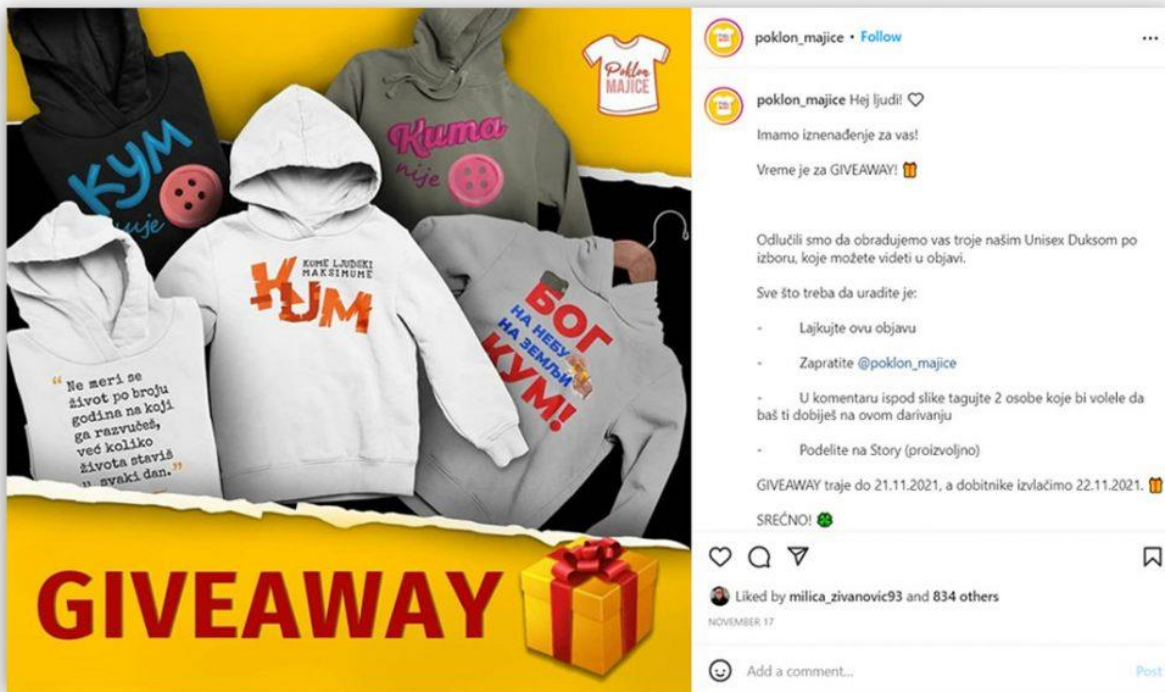 Poklon
MAJICE
КУМ
Kuma
nije
KUME LJUDSKI
MAKSIMUME
KUM
БОГ
НА НЕБУ
НА ЗЕМЉИ
КУМ!
“ Ne meri se
život po broju
godina na koji
ga razvučeš,
već koliko
života staviš
u svaki dan.”
GIVEAWAY
poklon_majice • Follow
poklon_majice Hej ljudi! ♡
Imamo iznenađenje za vas!
Vreme je za GIVEAWAY! 🎁
Odlučili smo da obradujemo vas troje našim Unisex Duksom po
izboru, koje možete videti u objavi.
Sve što treba da uradite je:
- Lajkujte ovu objavu
- Zapratite @poklon_majice
- U komentaru ispod slike tagujte 2 osobe koje bi volele da
baš ti dobiješ na ovom darivanju
- Podelite na Story (proizvoljno)
GIVEAWAY traje do 21.11.2021, a dobitnike izvlačimo 22.11.2021. 🎁
SREĆNO! 🍀
Liked by milica_zivanovic93 and 834 others
NOVEMBER 17
Add a comment...
Post